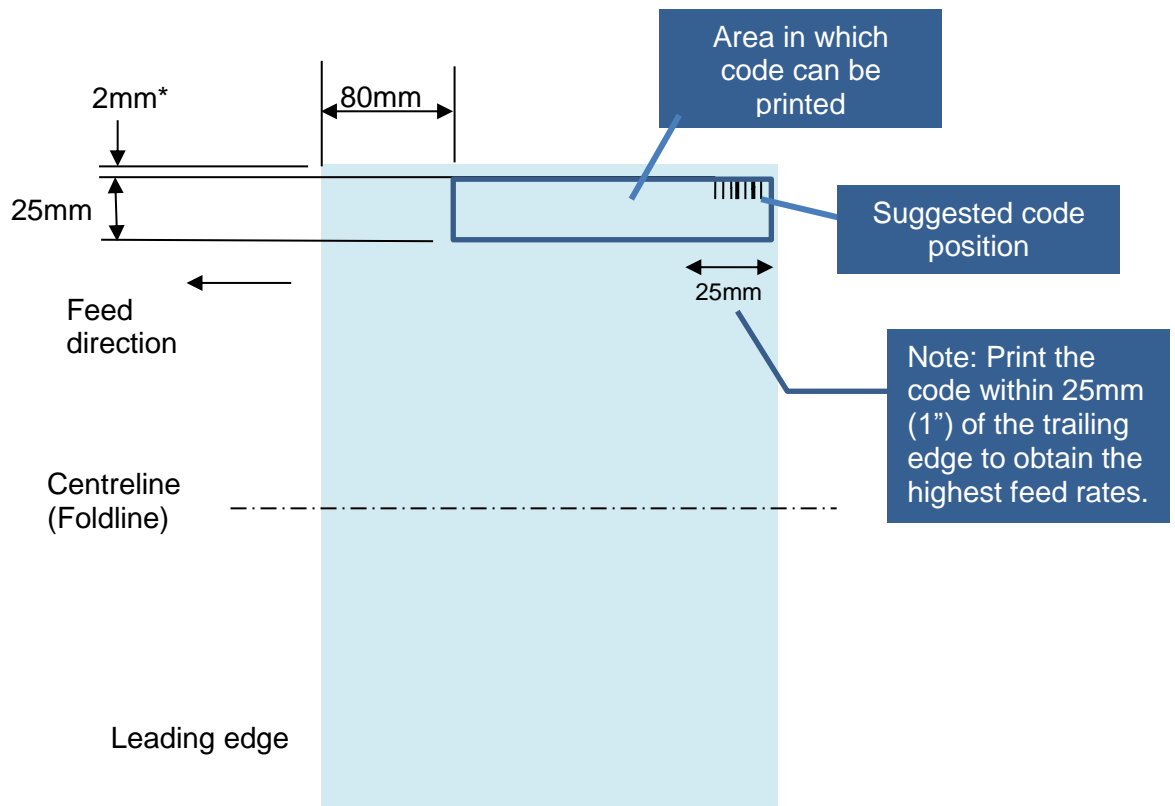 Area in which
code can be
printed
2mm*
80mm
25mm
Suggested code
position
25mm
Feed
direction
Note: Print the
code within 25mm
(1”) of the trailing
edge to obtain the
highest feed rates.
Centreline
(Foldline)
Leading edge